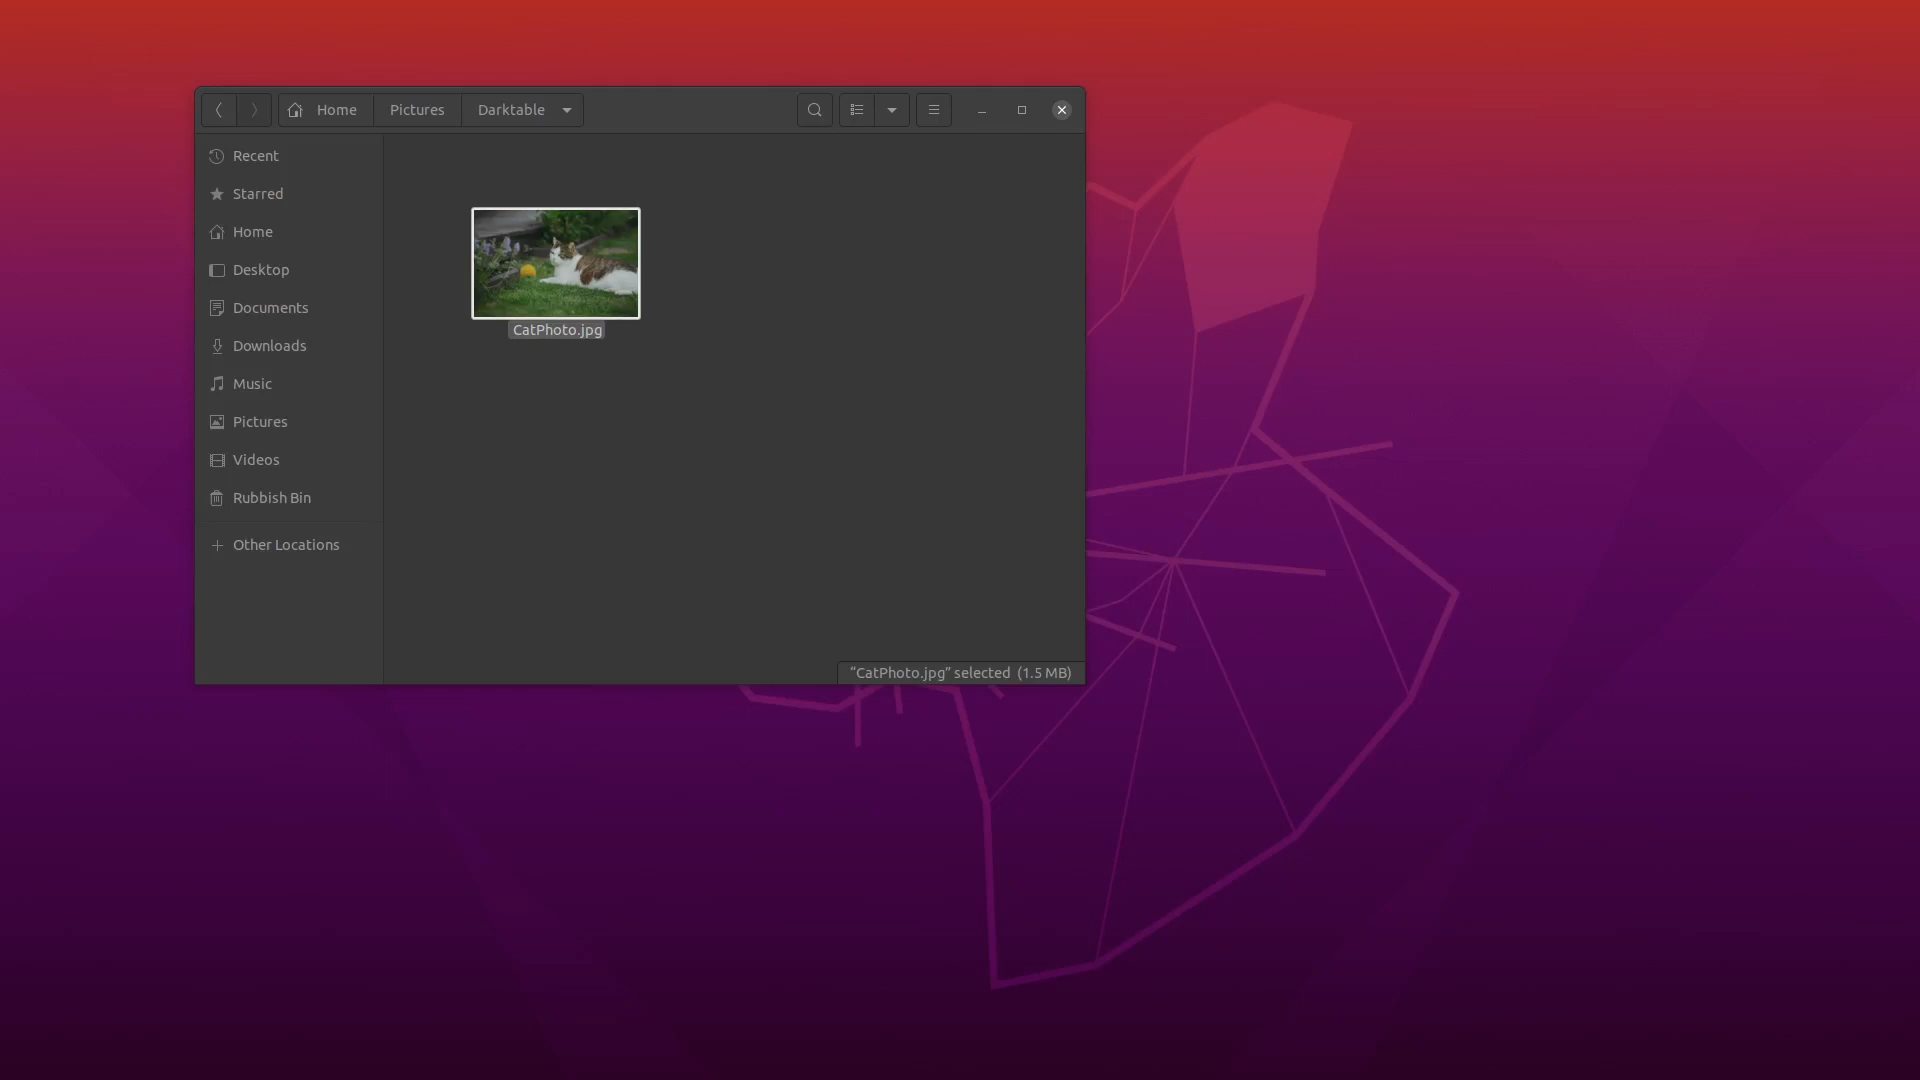 Home
Pictures
Darktable
Recent
Starred
Home
Desktop
Documents
Downloads
Music
Pictures
Videos
Rubbish Bin
Other Locations
CatPhoto.jpg
“CatPhoto.jpg” selected (1.5 MB)